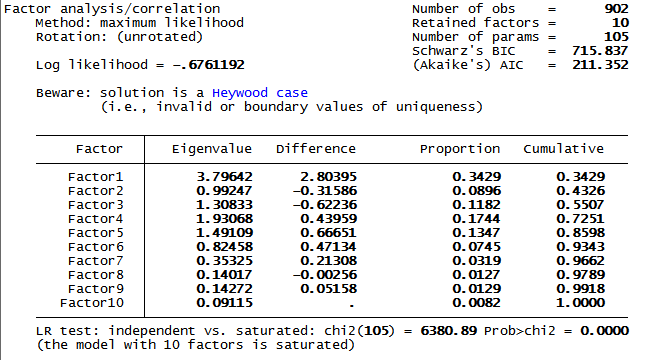 Factor analysis/correlation Number of obs = 902
Method: maximum likelihood Retained factors = 10
Rotation: (unrotated) Number of params = 105
Schwarz's BIC = 715.837
Log likelihood = -.6761192 (Akaike's) AIC = 211.352
Beware: solution is a Heywood case
(i.e., invalid or boundary values of uniqueness)
Factor Eigenvalue Difference Proportion Cumulative
Factor1 3.79642 2.80395 0.3429 0.3429
Factor2 0.99247 -0.31586 0.0896 0.4326
Factor3 1.30833 -0.62236 0.1182 0.5507
Factor4 1.93068 0.43959 0.1744 0.7251
Factor5 1.49109 0.66651 0.1347 0.8598
Factor6 0.82458 0.47134 0.0745 0.9343
Factor7 0.35325 0.21308 0.0319 0.9662
Factor8 0.14017 -0.00256 0.0127 0.9789
Factor9 0.14272 0.05158 0.0129 0.9918
Factor10 0.09115 . 0.0082 1.0000
LR test: independent vs. saturated: chi2(105) = 6380.89 Prob>chi2 = 0.0000
(the model with 10 factors is saturated)